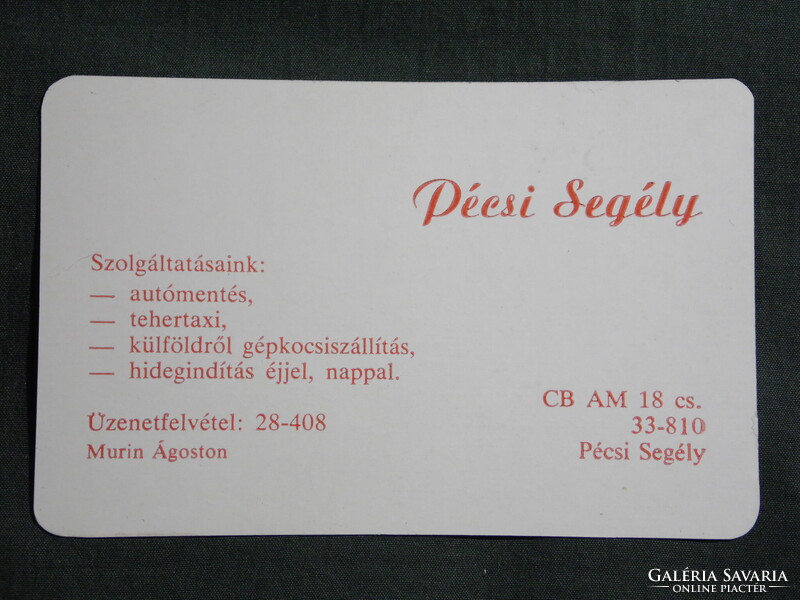 Pécsi Segély
Szolgáltatásaink:
— autómentés,
— tehertaxi,
— külföldről gépkocsiszállítás,
— hidegindítás éjjel, nappal.
Üzenetfelvétel: 28-408
Murin Ágoston
CB AM 18 cs.
33-810
Pécsi Segély
GALÉRIA SAVARIA
ONLINE PIACTÉR